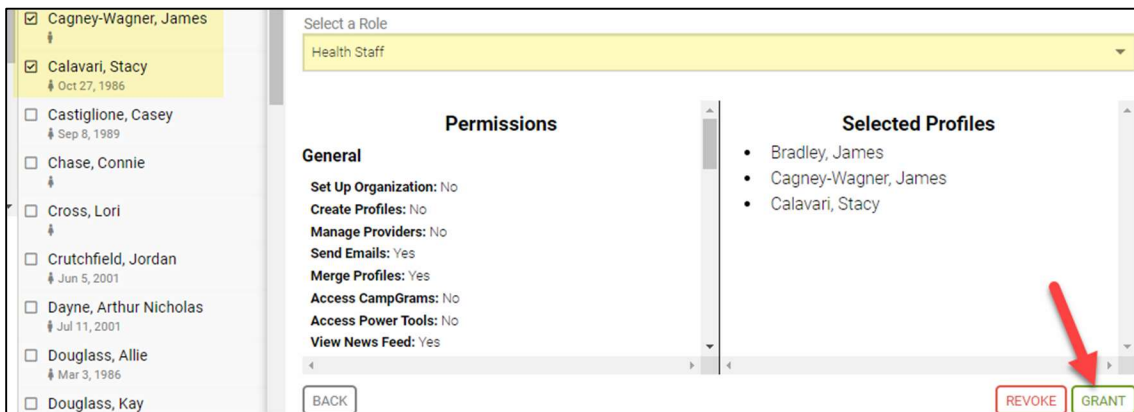 Cagney-Wagner, James
Calavari, Stacy
Oct 27, 1986
Castiglione, Casey
Sep 8, 1989
Chase, Connie
Cross, Lori
Crutchfield, Jordan
Jun 5, 2001
Dayne, Arthur Nicholas
Jul 11, 2001
Douglass, Allie
Mar 3, 1986
Douglass, Kay
Select a Role
Health Staff
Permissions
General
Set Up Organization: No
Create Profiles: No
Manage Providers: No
Send Emails: Yes
Merge Profiles: Yes
Access CampGrams: No
Access Power Tools: No
View News Feed: Yes
Selected Profiles
• Bradley, James
• Cagney-Wagner, James
• Calavari, Stacy
BACK
REVOKE
GRANT